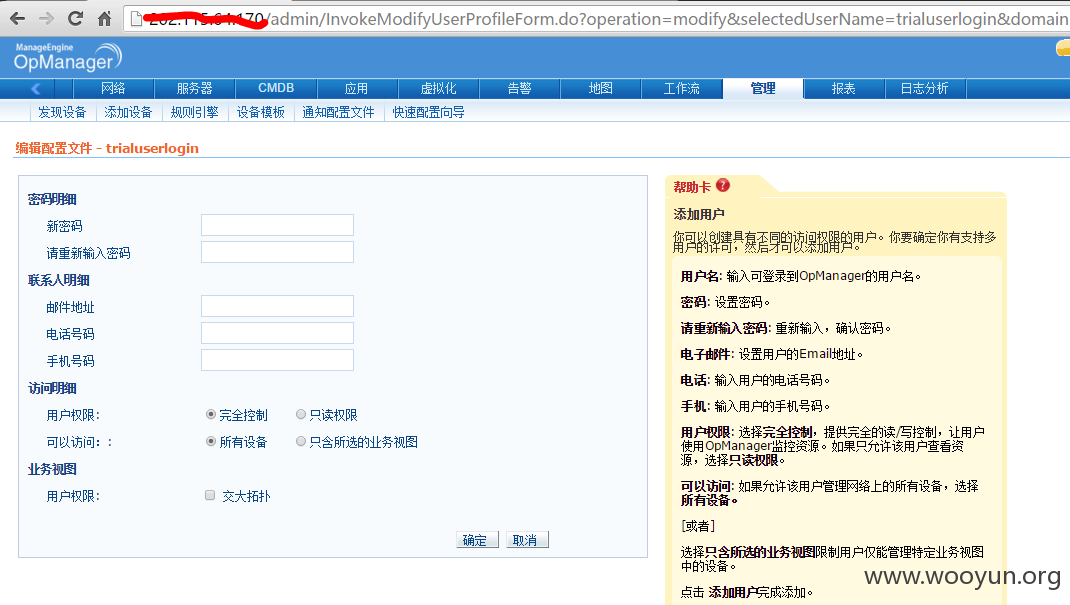 /admin/InvokeModifyUserProfileForm.do?operation=modify&selectedUserName=trialuserlogin&domain
ManageEngine
OpManager
网络 服务器 CMDB 应用 虚拟化 告警 地图 工作流 管理 报表 日志分析
发现设备 添加设备 规则引擎 设备模板 通知配置文件 快速配置向导
编辑配置文件 - trialuserlogin
密码明细
新密码
请重新输入密码
联系人明细
邮件地址
电话号码
手机号码
访问明细
用户权限: 完全控制 只读权限
可以访问: : 所有设备 只含所选的业务视图
业务视图
用户权限: 交大拓扑
确定 取消
帮助卡 ?
添加用户
你可以创建具有不同的访问权限的用户。你要确定你有支持多
用户的许可，然后才可以添加用户。
用户名: 输入可登录到OpManager的用户名。
密码: 设置密码。
请重新输入密码: 重新输入，确认密码。
电子邮件: 设置用户的Email地址。
电话: 输入用户的电话号码。
手机: 输入用户的手机号码。
用户权限: 选择完全控制，提供完全的读/写控制，让用户
使用OpManager监控资源。如果只允许该用户查看资
源，选择只读权限。
可以访问: 如果允许该用户管理网络上的所有设备，选择
所有设备。
[或者]
选择只含所选的业务视图限制用户仅能管理特定业务视图
中的设备。
点击 添加用户完成添加。
www.wooyun.org